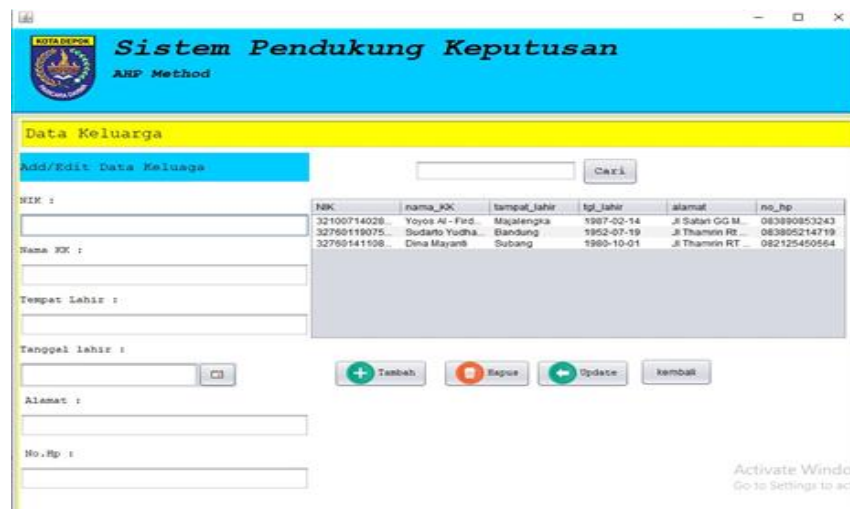 KOTA DEPOK
Sistem Pendukung Keputusan
AHP Method
Data Keluarga
Add/Edit Data Keluaga
Cari
NIK :
Nama KK :
Tempat Lahir :
Tanggal lahir :
Alamat :
No.Hp :
NIK nama_KK tampat_lahir tgl_lahir alamat no_hp
32100714028... Yoyos Al - Fird... Majalengka 1987-02-14 Jl Satari GG M... 083890853243
32760119075... Sudarto Yudha... Bandung 1952-07-19 Jl Thamrin Rt ... 083805214719
32760141108... Dina Mayanti Subang 1980-10-01 Jl Thamrin RT ... 082125450564
Tambah
Hapus
Update
kembali
Activate Windo
Go to Settings to ac